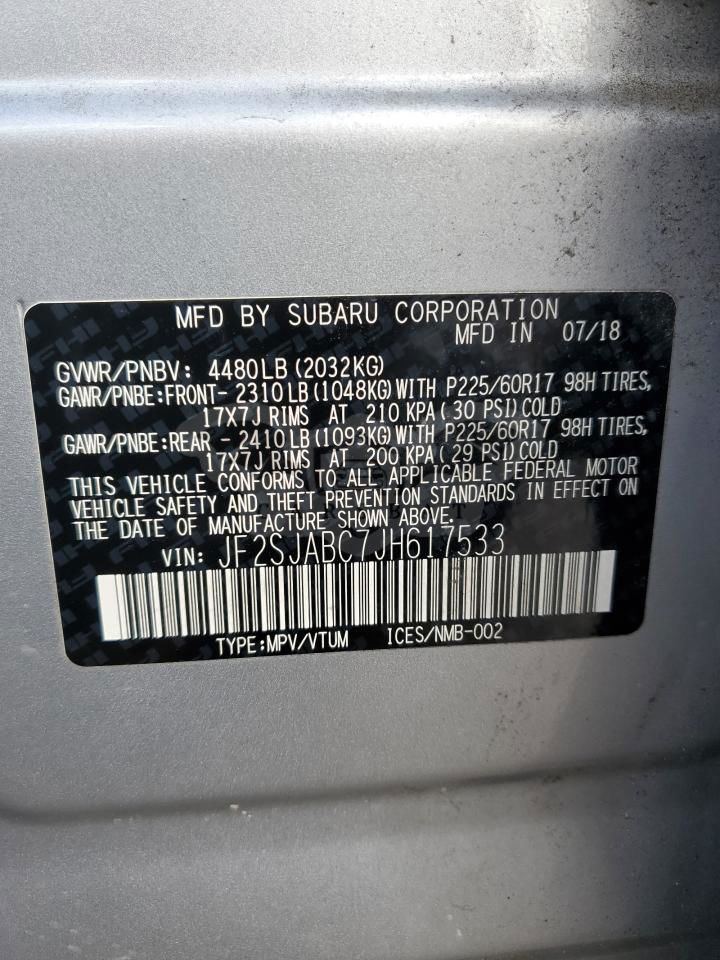 MFD BY SUBARU CORPORATION
MFD IN 07/18
GVWR/PNBV: 4480LB(2032KG)
GAWR/PNBE:FRONT- 2310LB(1048KG)WITH P225/60R17 98H TIRES,
17X7J RIMS AT 210 KPA(30 PSI)COLD
GAWR/PNBE:REAR - 2410LB(1093KG)WITH P225/60R17 98H TIRES,
17X7J RIMS AT 200 KPA(29 PSI)COLD
THIS VEHICLE CONFORMS TO ALL APPLICABLE FEDERAL MOTOR
VEHICLE SAFETY AND THEFT PREVENTION STANDARDS IN EFFECT ON
THE DATE OF MANUFACTURE SHOWN ABOVE.
VIN: JF2SJABC7JH617533
TYPE:MPV/VTUM ICES/NMB-002